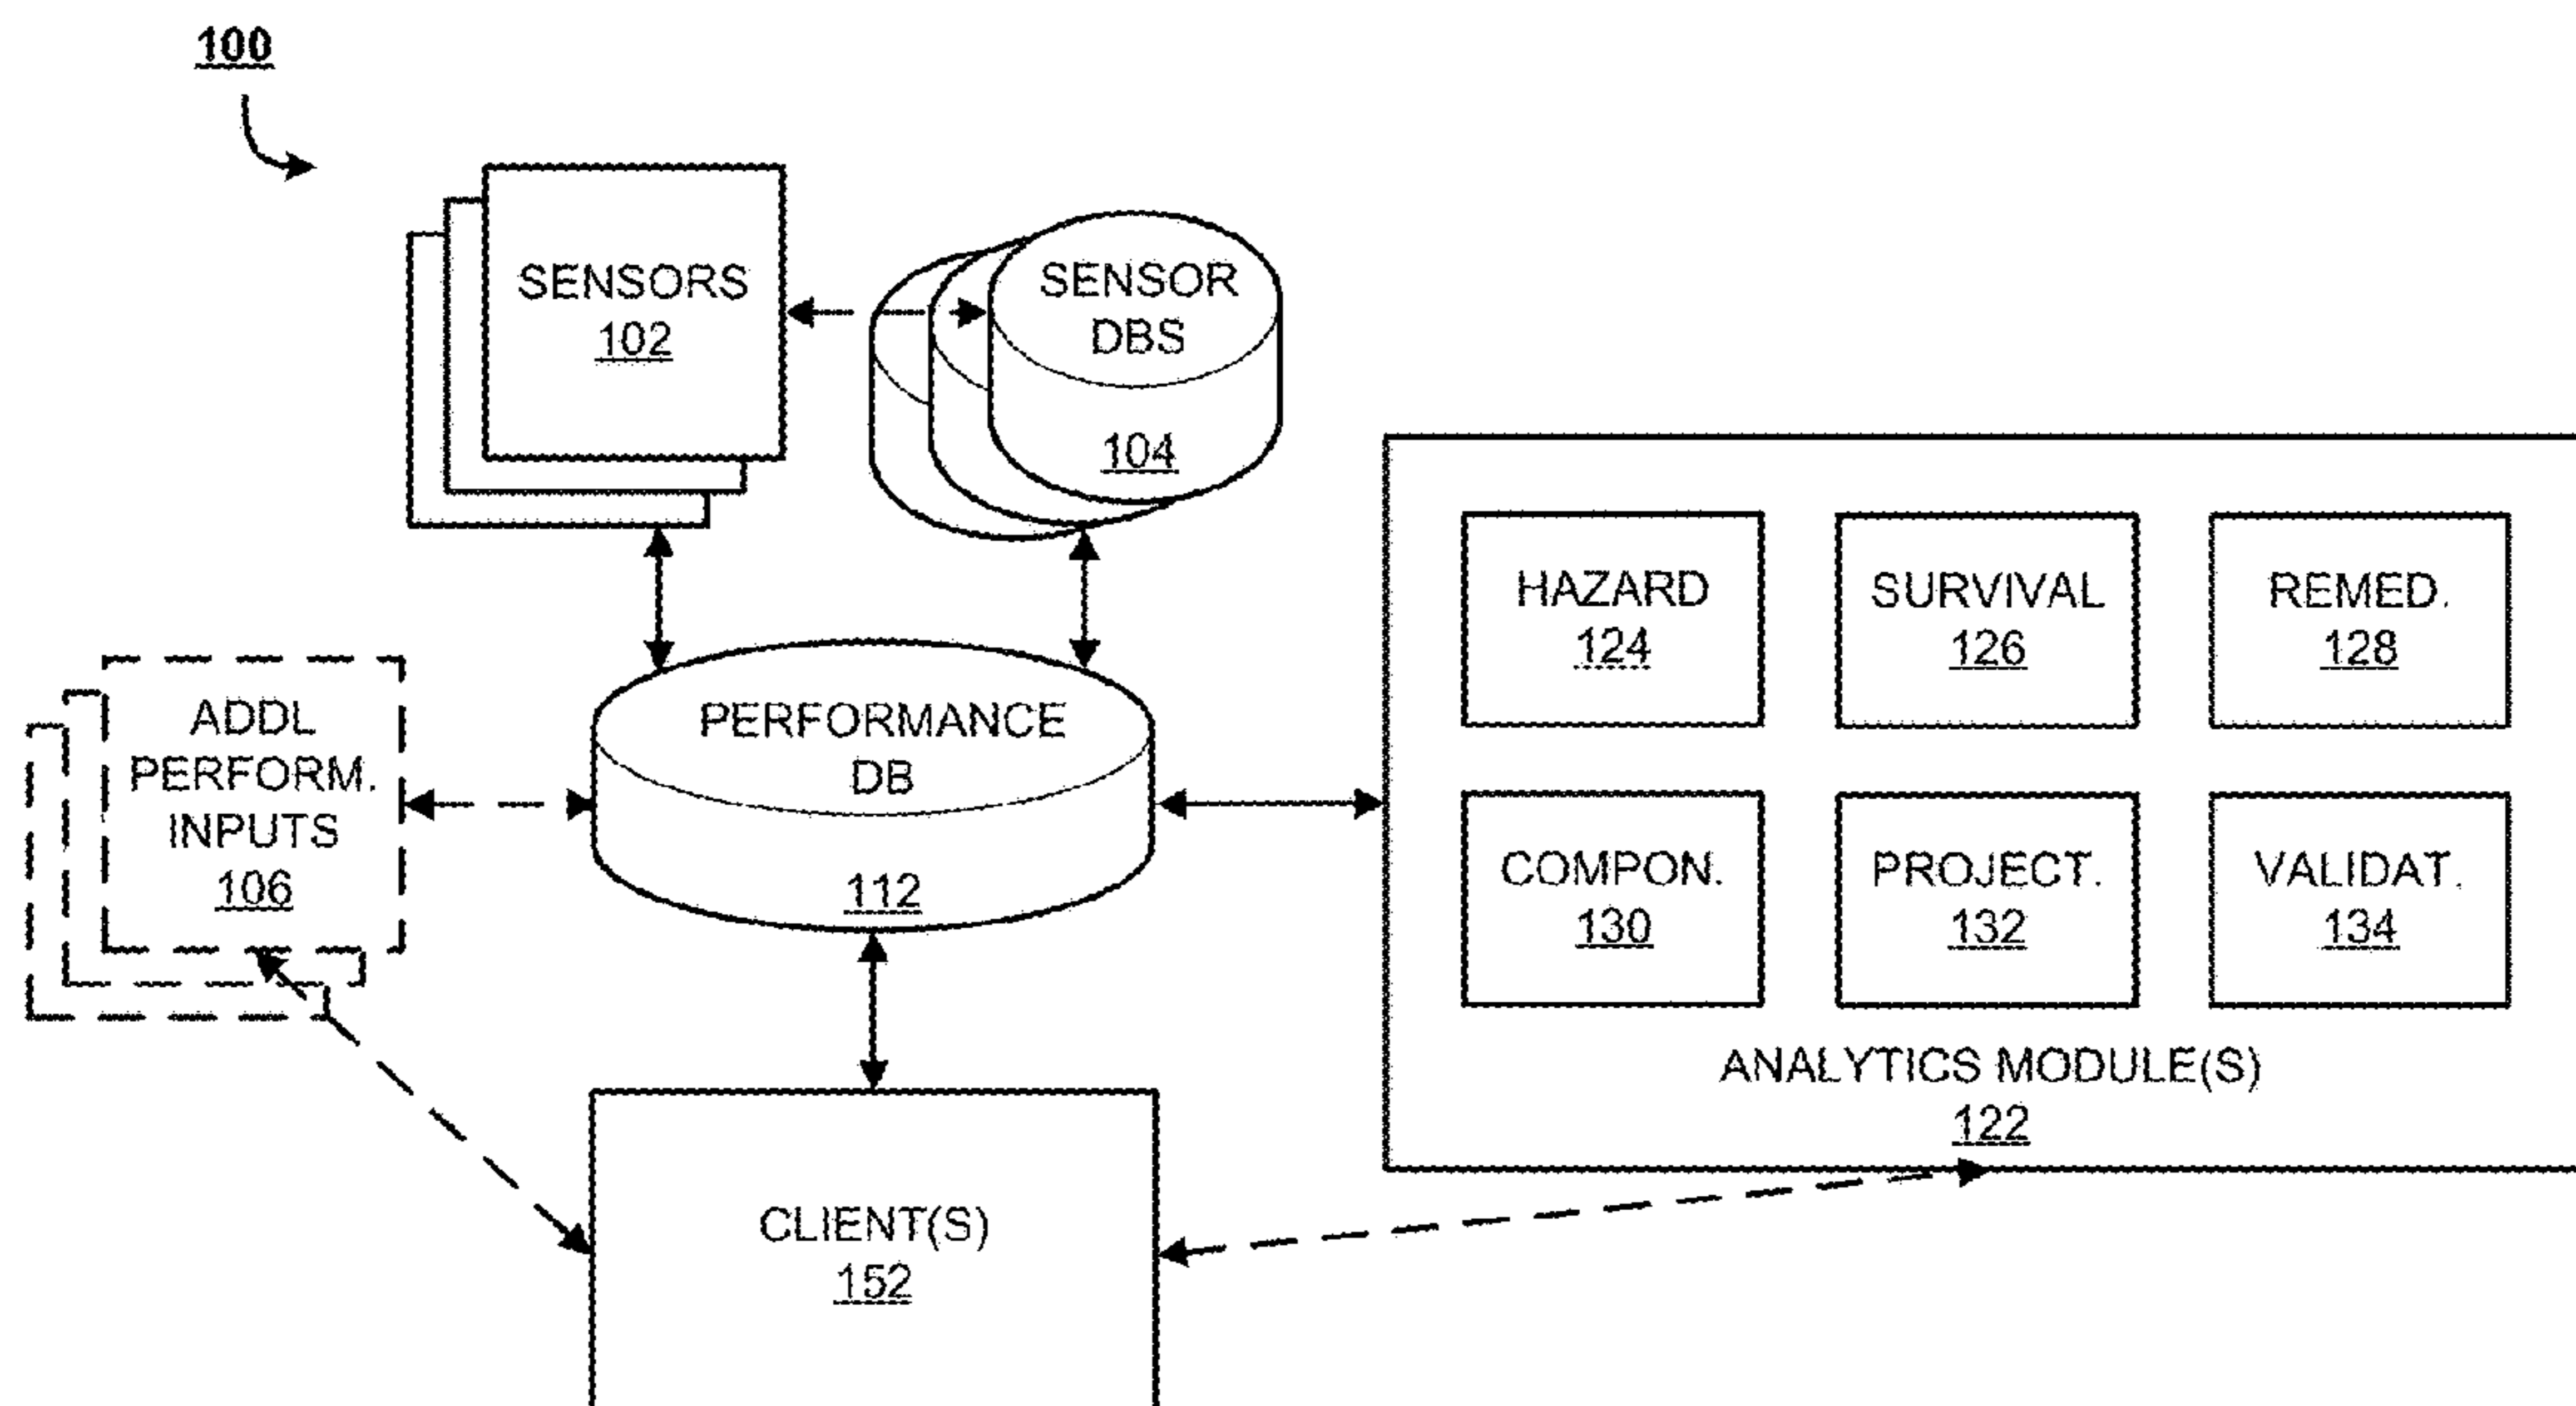 100
SENSORS
102
SENSOR
DBS
104
HAZARD
124
SURVIVAL
126
REMED.
128
ADDL
PERFORM.
INPUTS
106
PERFORMANCE
DB
112
COMPON.
130
PROJECT.
132
VALIDAT.
134
ANALYTICS MODULE(S)
122
CLIENT(S)
152